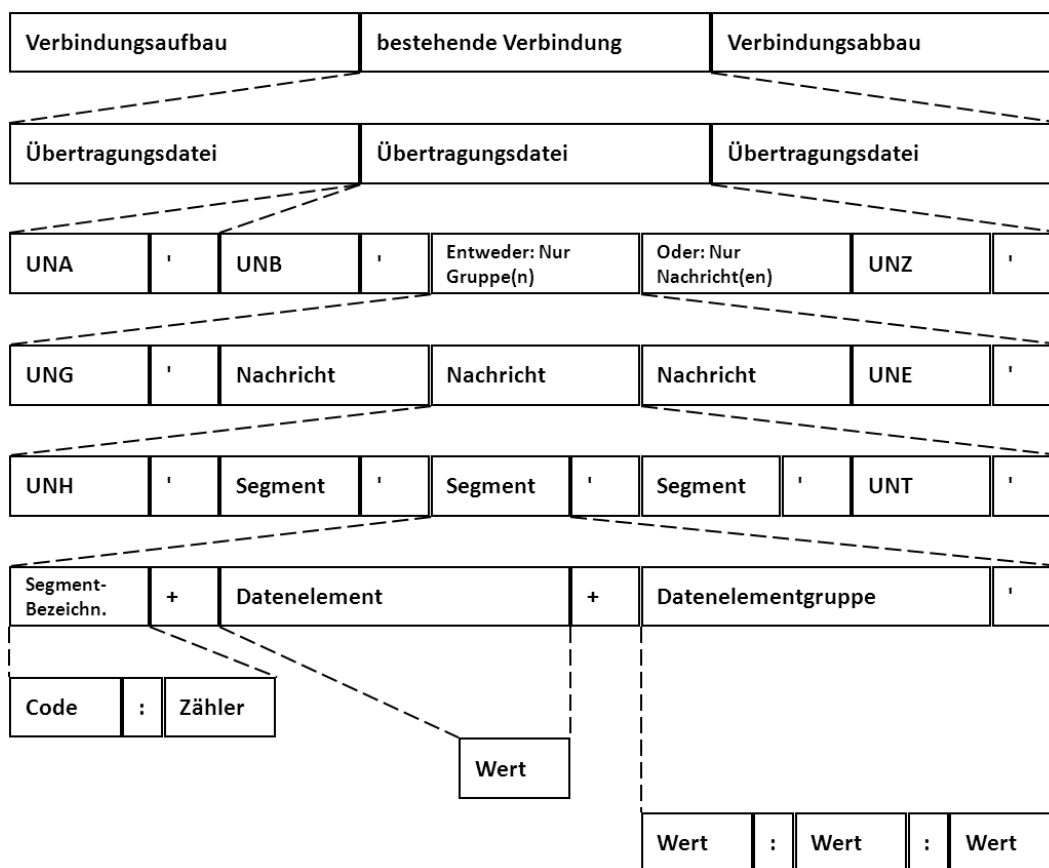 Verbindungsaufbau bestehende Verbindung Verbindungsabbau
Übertragungsdatei Übertragungsdatei Übertragungsdatei
UNA ' UNB ' Entweder: Nur Gruppe(n) Oder: Nur Nachricht(en) UNZ '
UNG ' Nachricht Nachricht Nachricht UNE '
UNH ' Segment ' Segment ' Segment ' UNT '
Segment-
Bezeichn. + Datenelement + Datenelementgruppe '
Code : Zähler
Wert
Wert : Wert : Wert